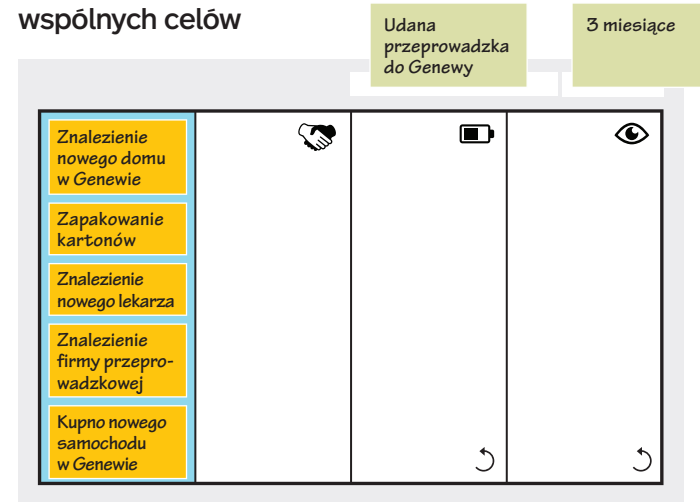 wspólnych celów
Udana
przeprowadzka
do Genewy
3 miesiące
Znalezienie
nowego domu
w Genewie
Zapakowanie
kartonów
Znalezienie
nowego lekarza
Znalezienie
firmy przepro-
wadzkowej
Kupno nowego
samochodu
w Genewie